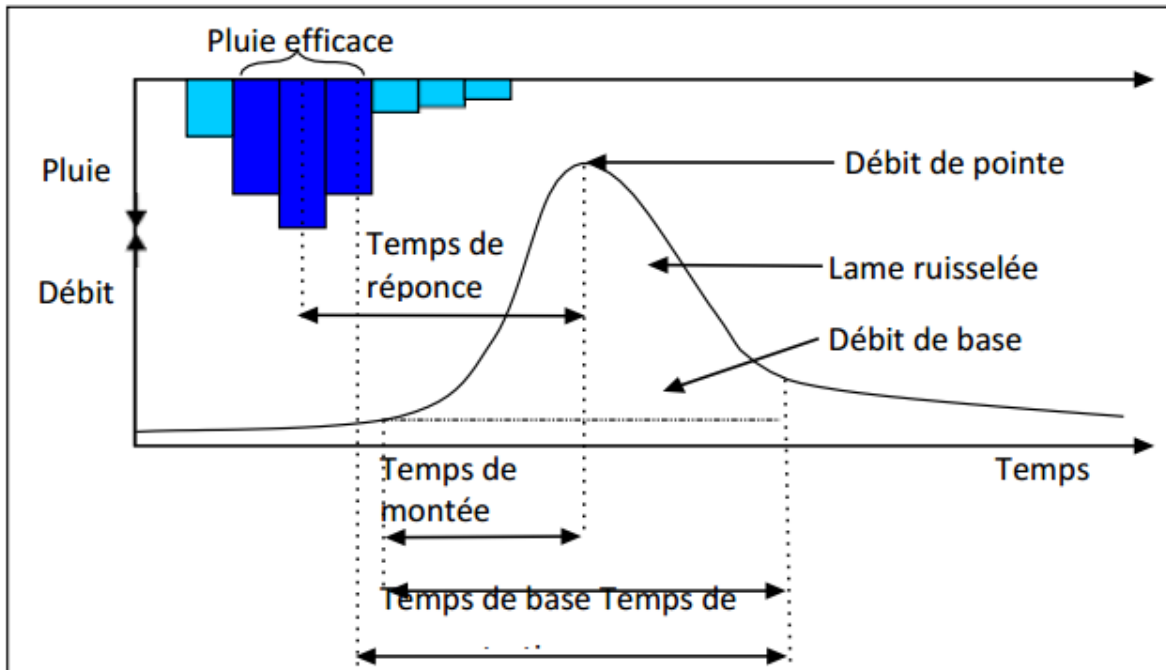 Pluie efficace
Pluie
Débit
Débit de pointe
Temps de
réponce
Lame ruisselée
Débit de base
Temps
Temps de
montée
Temps de base Temps de